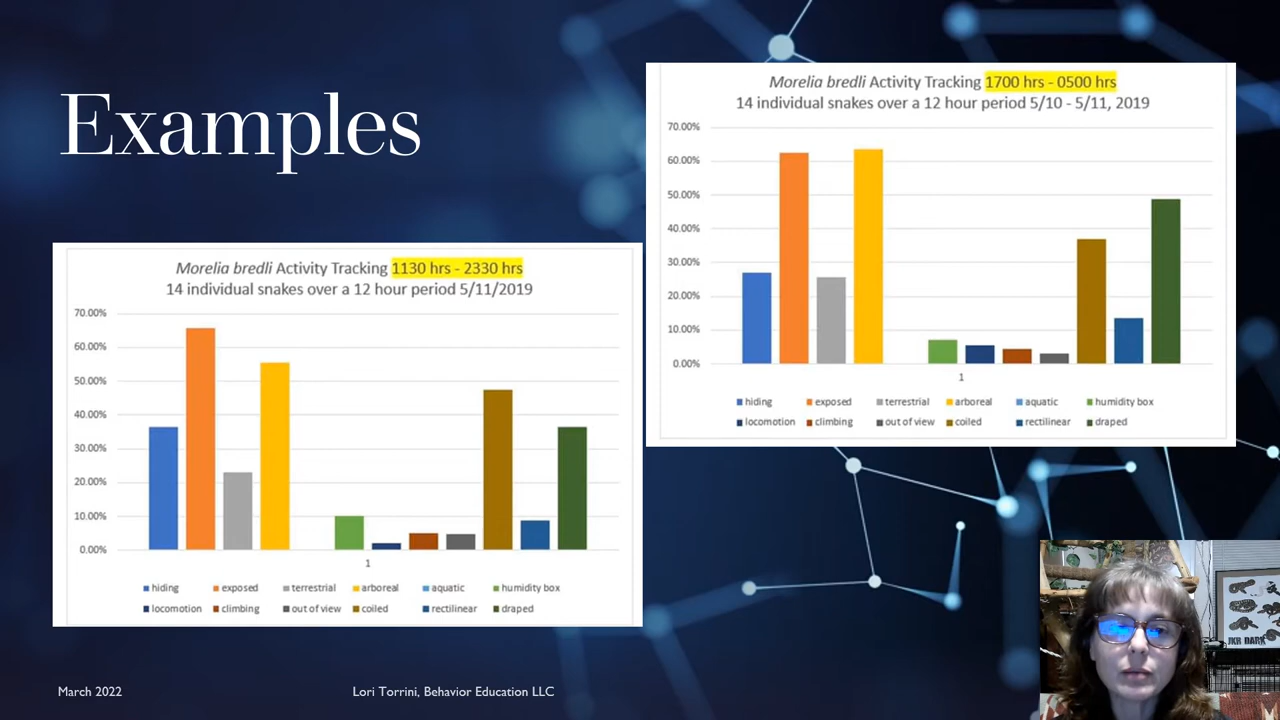 Examples
Morelia bredli Activity Tracking 1130 hrs - 2330 hrs
14 individual snakes over a 12 hour period 5/11/2019
70.00%
60.00%
50.00%
40.00%
30.00%
20.00%
10.00%
0.00%
1
hiding exposed terrestrial arboreal aquatic humidity box
locomotion climbing out of view coiled rectilinear draped
Morelia bredli Activity Tracking 1700 hrs - 0500 hrs
14 individual snakes over a 12 hour period 5/10 - 5/11, 2019
70.00%
60.00%
50.00%
40.00%
30.00%
20.00%
10.00%
0.00%
1
hiding exposed terrestrial arboreal aquatic humidity box
locomotion climbing out of view coiled rectilinear draped
March 2022
Lori Torrini, Behavior Education LLC